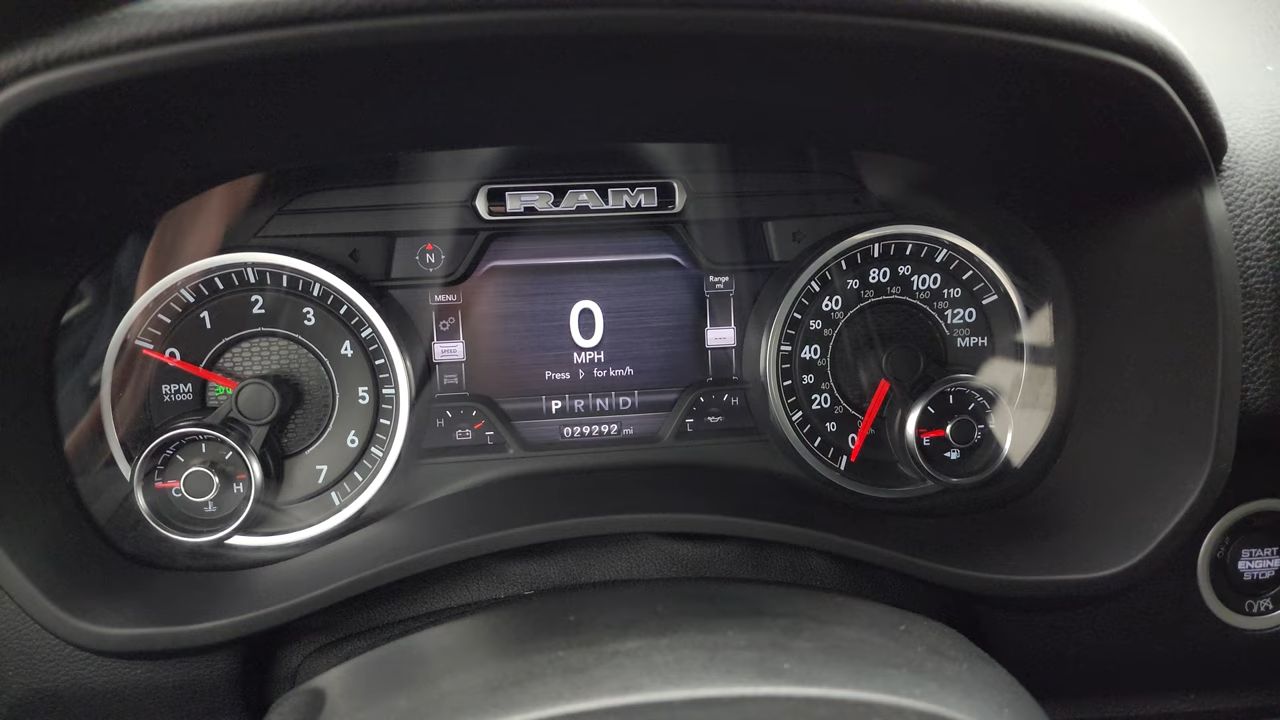 RAM
N
MENU
SPEED
Range
mi
---
0
MPH
Press ▷ for km/h
PRND
029292 mi
H
L
H
L
0
1
2
3
4
5
6
7
RPM
X1000
C
H
0
10
20
30
40
50
60
70
80
90
100
110
120
MPH
20
40
60
80
120
140
160
180
200
E
START
ENGINE
STOP